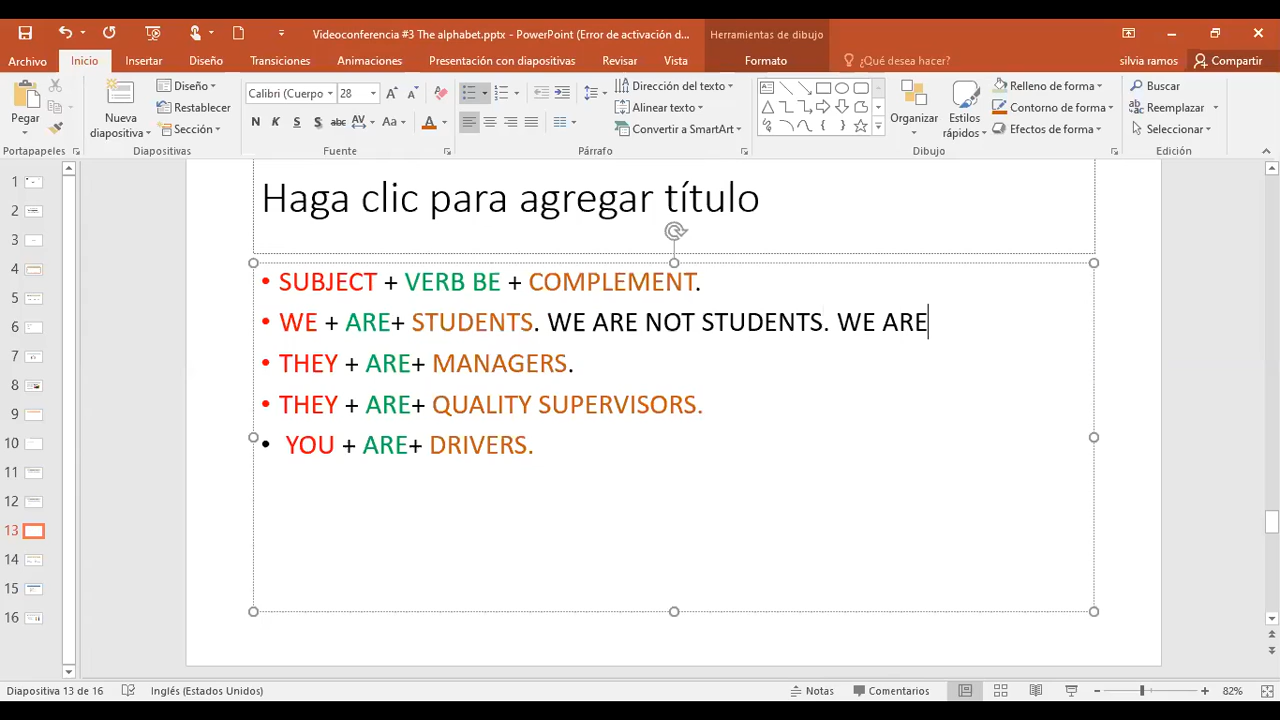 Videoconferencia #3 The alphabet.pptx - PowerPoint (Error de activación d...
Herramientas de dibujo
Archivo Inicio Insertar Diseño Transiciones Animaciones Presentación con diapositivas Revisar Vista Formato ¿Qué desea hacer? silvia ramos Compartir
Pegar
Nueva diapositiva
Diseño
Restablecer
Sección
Calibri (Cuerpo) 28
N K S S abc AV Aa A
Dirección del texto
Alinear texto
Convertir a SmartArt
Organizar
Estilos rápidos
Relleno de forma
Contorno de forma
Efectos de forma
Buscar
Reemplazar
Seleccionar
Portapapeles Diapositivas Fuente Párrafo Dibujo Edición
1
2
3
4
5
6
7
8
9
10
11
12
13
14
15
16
Haga clic para agregar título
• SUBJECT + VERB BE + COMPLEMENT.
• WE + ARE+ STUDENTS. WE ARE NOT STUDENTS. WE ARE
• THEY + ARE+ MANAGERS.
• THEY + ARE+ QUALITY SUPERVISORS.
• YOU + ARE+ DRIVERS.
Diapositiva 13 de 16 Inglés (Estados Unidos) Notas Comentarios 82%